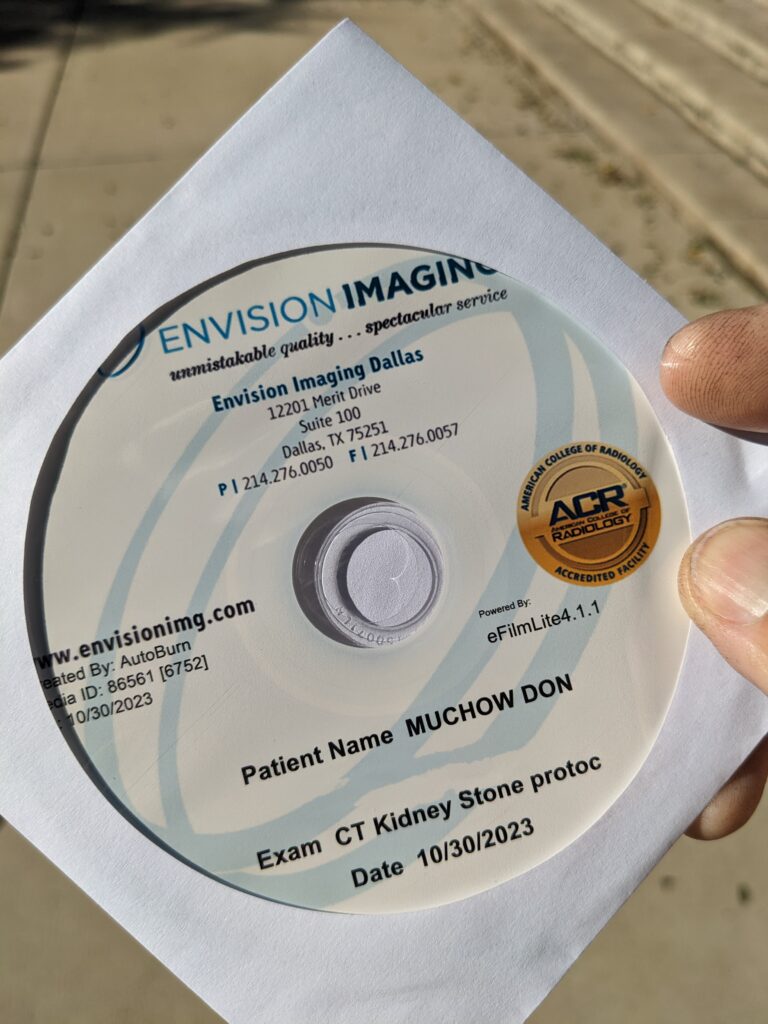 ENVISION IMAGING
unmistakable quality . . . spectacular service
Envision Imaging Dallas
12201 Merit Drive
Suite 100
Dallas, TX 75251
P | 214.276.0050 F | 214.276.0057
AMERICAN COLLEGE OF RADIOLOGY
ACR®
AMERICAN COLLEGE OF
RADIOLOGY
ACCREDITED FACILITY
ww.envisionimg.com
eated By: AutoBurn
edia ID: 86561 [6752]
: 10/30/2023
Powered By:
eFilmLite4.1.1
Patient Name MUCHOW DON
Exam CT Kidney Stone protoc
Date 10/30/2023